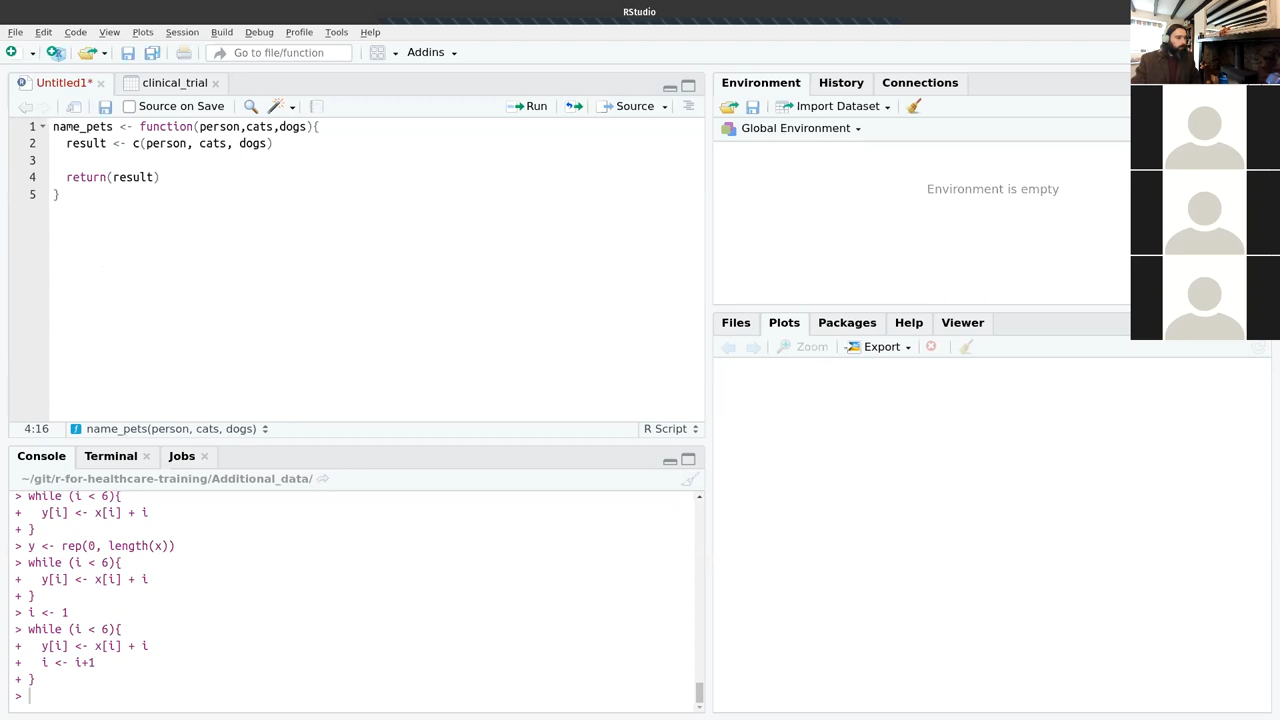 RStudio
File Edit Code View Plots Session Build Debug Profile Tools Help
Go to file/function Addins
Untitled1* clinical_trial
Source on Save Run Source
1 name_pets <- function(person,cats,dogs){
2 result <- c(person, cats, dogs)
3
4 return(result)
5 }
4:16 name_pets(person, cats, dogs) R Script
Console Terminal Jobs
~/git/r-for-healthcare-training/Additional_data/
> while (i < 6){
+ y[i] <- x[i] + i
+ }
> y <- rep(0, length(x))
> while (i < 6){
+ y[i] <- x[i] + i
+ }
> i <- 1
> while (i < 6){
+ y[i] <- x[i] + i
+ i <- i+1
+ }
>
Environment History Connections
Import Dataset
Global Environment
Environment is empty
Files Plots Packages Help Viewer
Zoom Export